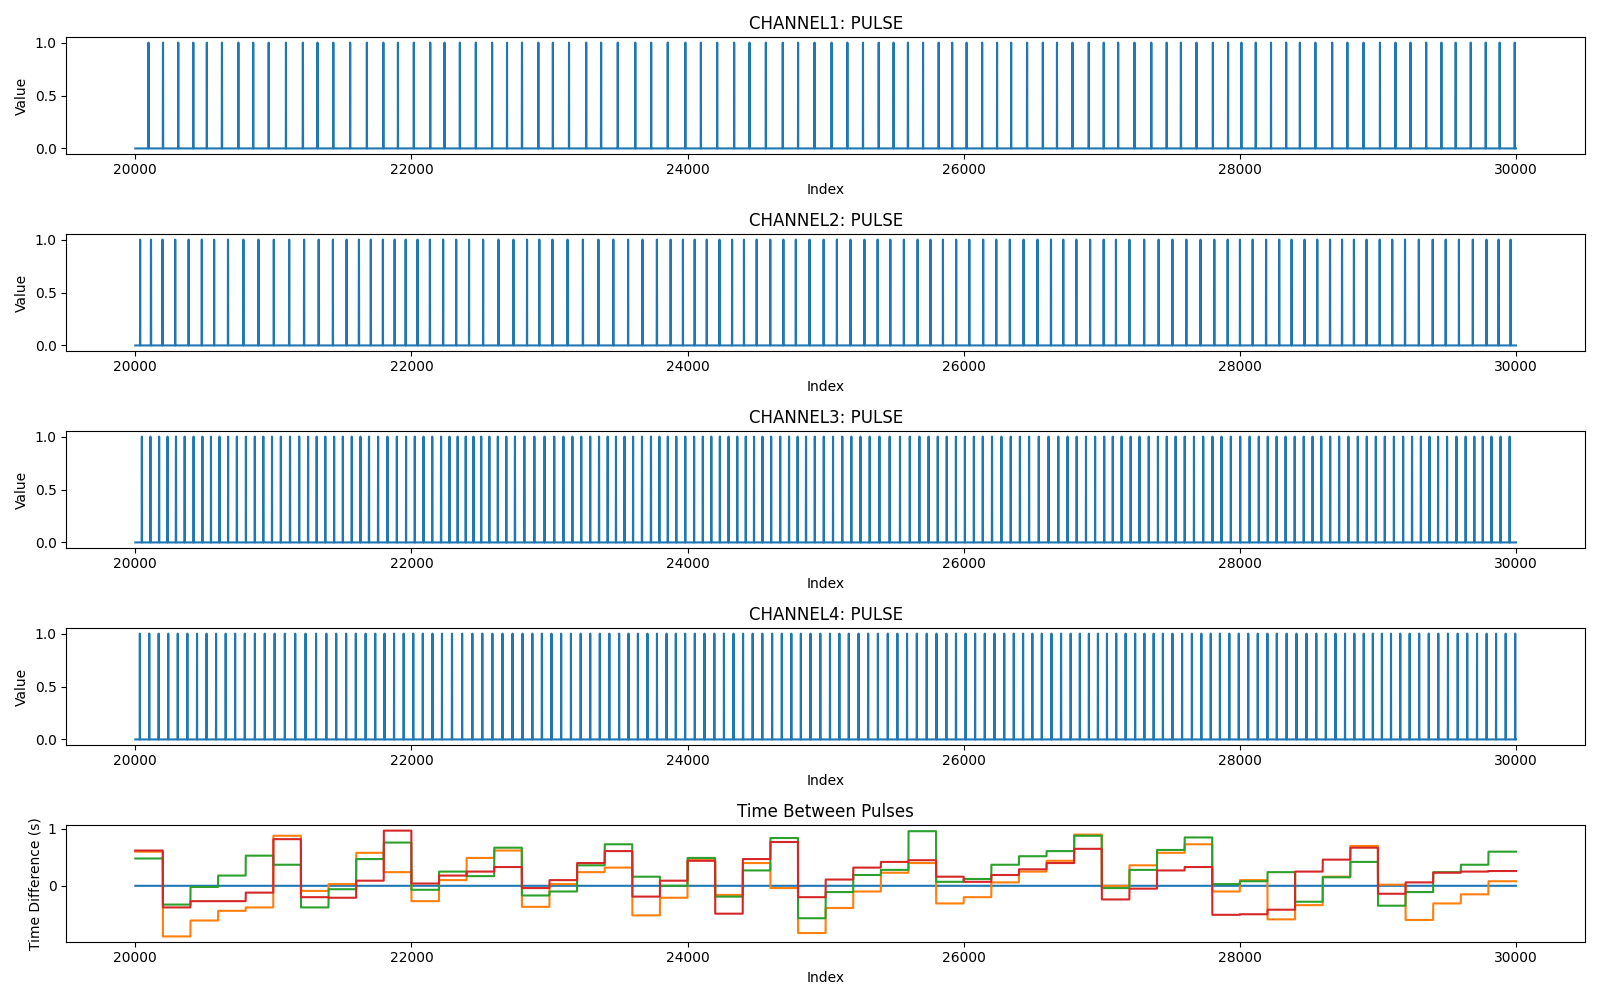 CHANNEL1: PULSE
1.0
0.5
0.0
Value
20000 22000 24000 26000 28000 30000
Index
CHANNEL2: PULSE
1.0
0.5
0.0
Value
20000 22000 24000 26000 28000 30000
Index
CHANNEL3: PULSE
1.0
0.5
0.0
Value
20000 22000 24000 26000 28000 30000
Index
CHANNEL4: PULSE
1.0
0.5
0.0
Value
20000 22000 24000 26000 28000 30000
Index
Time Between Pulses
1
0
Time Difference (s)
20000 22000 24000 26000 28000 30000
Index